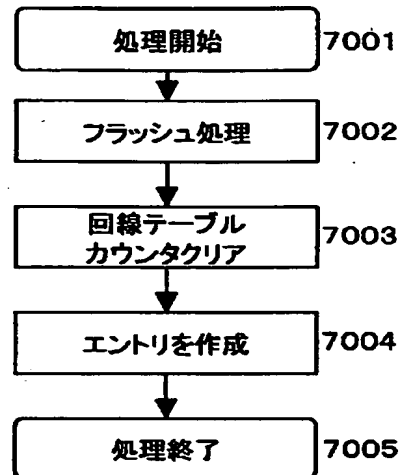 処理開始 7001
フラッシュ処理 7002
回線テーブル
カウンタクリア 7003
エントリを作成 7004
処理終了 7005